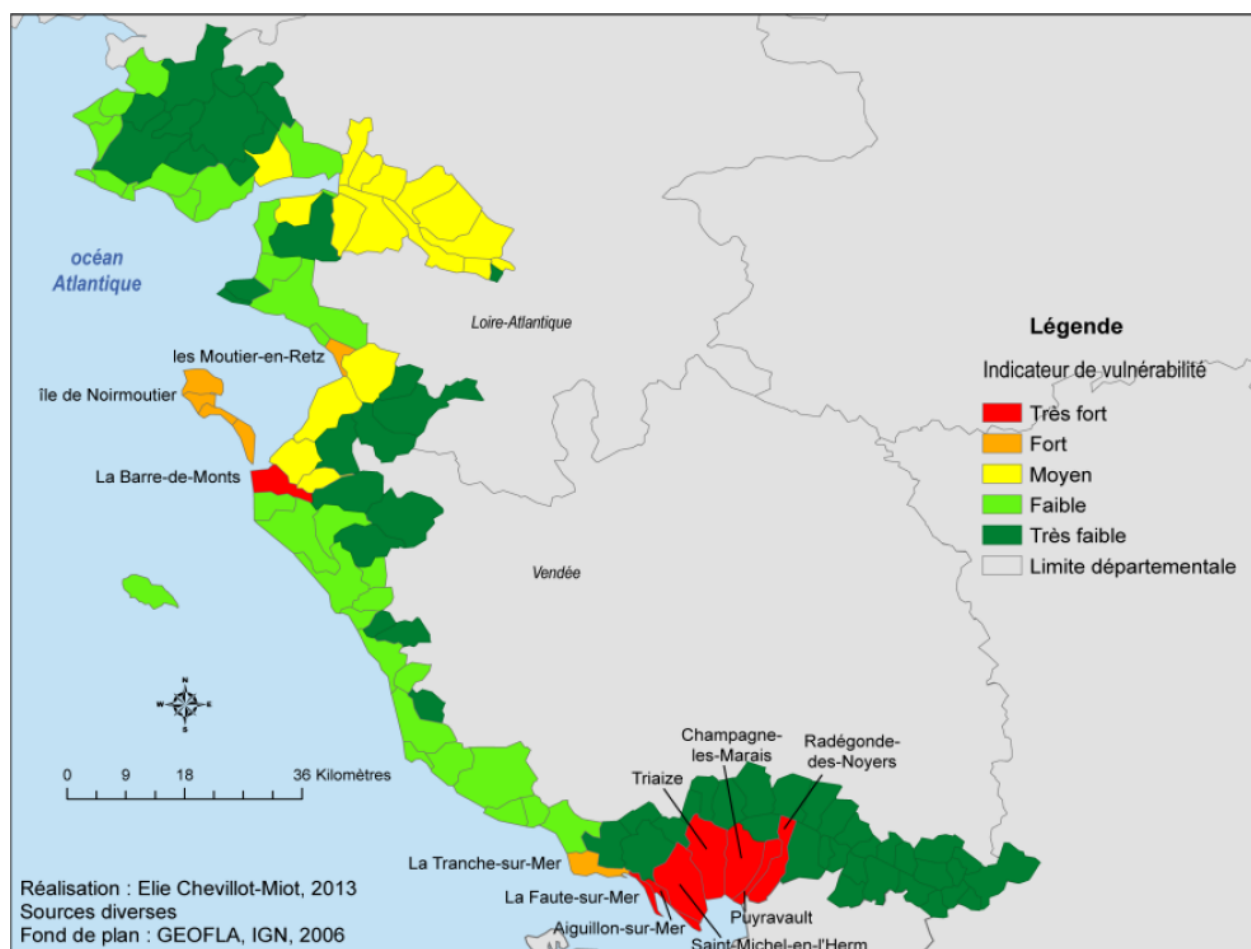 océan
Atlantique
Loire-Atlantique
les Moutier-en-Retz
île de Noirmoutier
La Barre-de-Monts
Vendée
Légende
Indicateur de vulnérabilité
Très fort
Fort
Moyen
Faible
Très faible
Limite départementale
N
W
E
S
0
9
18
36 Kilomètres
Champagne-
les-Marais
Radégonde-
des-Noyers
Triaize
La Tranche-sur-Mer
La Faute-sur-Mer
Aiguillon-sur-Mer
Puyravault
Saint-Michel-en-l'Herm
Réalisation : Elie Chevillot-Miot, 2013
Sources diverses
Fond de plan : GEOFLA, IGN, 2006